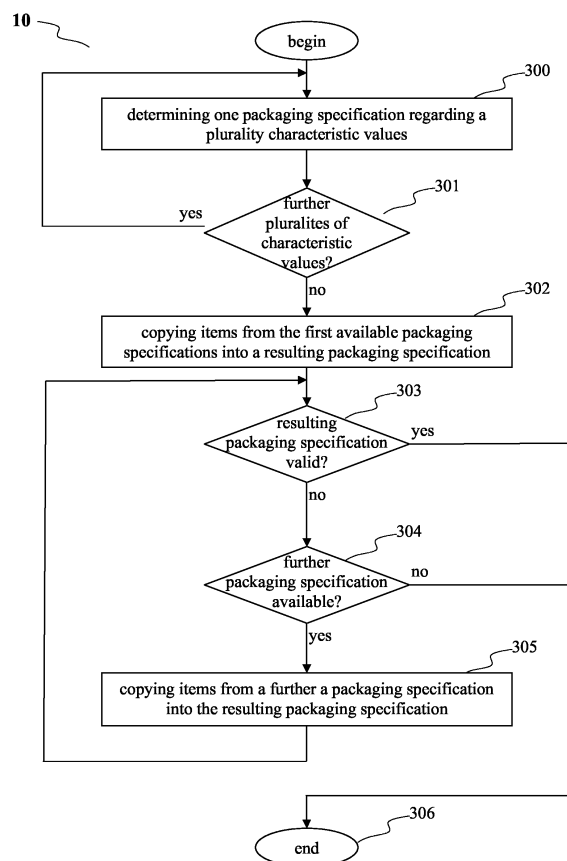 10
begin
300
determining one packaging specification regarding a
plurality characteristic values
301
further
pluralites of
characteristic
values?
yes
no
302
copying items from the first available packaging
specifications into a resulting packaging specification
303
resulting
packaging specification
valid?
yes
no
304
further
packaging specification
available?
no
yes
305
copying items from a further a packaging specification
into the resulting packaging specification
306
end